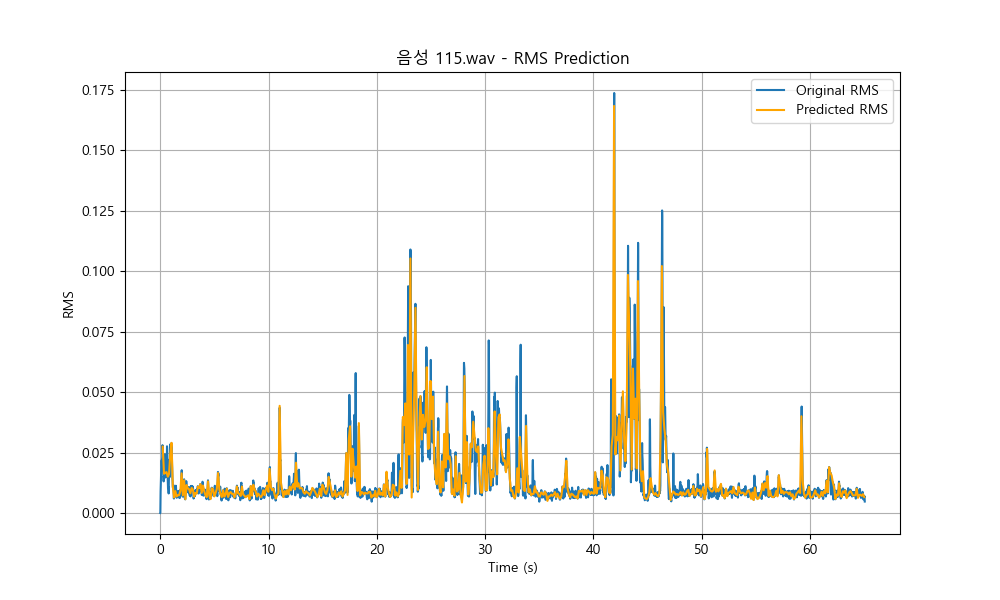 음성 115.wav - RMS Prediction
Original RMS
Predicted RMS
0.175
0.150
0.125
0.100
0.075
0.050
0.025
0.000
RMS
0 10 20 30 40 50 60
Time (s)